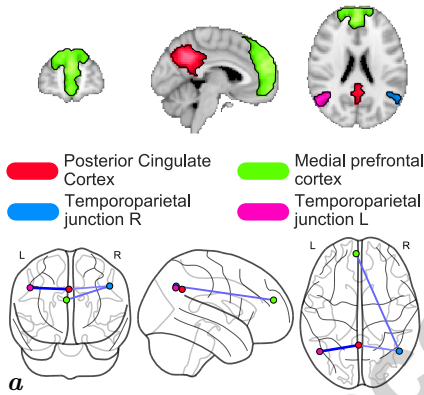 Posterior Cingulate
Cortex
Medial prefrontal
cortex
Temporoparietal
junction R
Temporoparietal
junction L
L R
L R
a